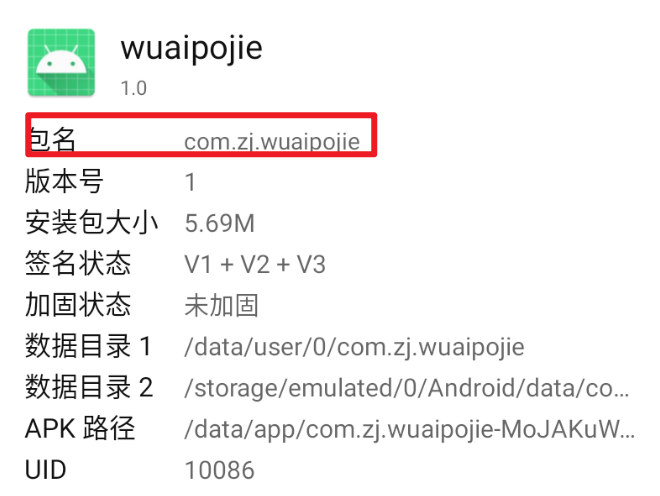 wuaipojie
1.0
包名 com.zj.wuaipojie
版本号 1
安装包大小 5.69M
签名状态 V1 + V2 + V3
加固状态 未加固
数据目录 1 /data/user/0/com.zj.wuaipojie
数据目录 2 /storage/emulated/0/Android/data/co...
APK 路径 /data/app/com.zj.wuaipojie-MoJAKuW...
UID 10086